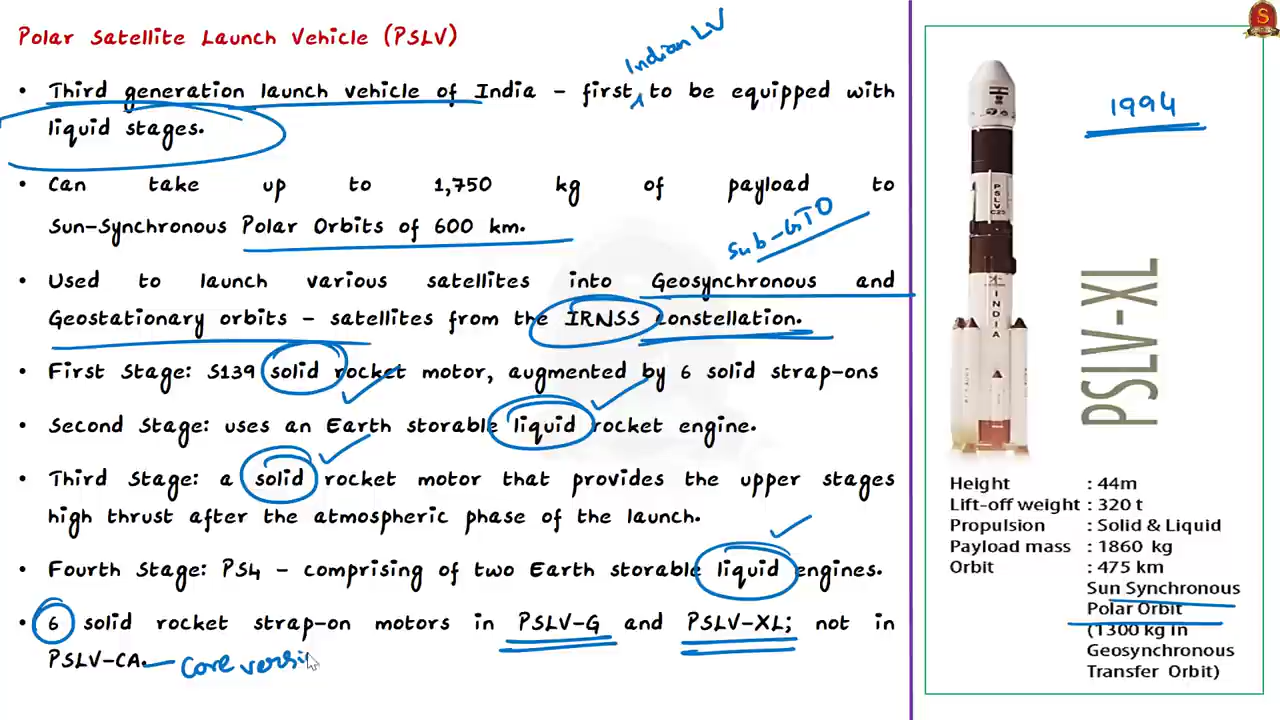 Polar Satellite Launch Vehicle (PSLV)
Indian LV
• Third generation launch vehicle of India – first to be equipped with
liquid stages.
• Can take up to 1,750 kg of payload to
Sun-Synchronous Polar Orbits of 600 km.
Sub-GTO
• Used to launch various satellites into Geosynchronous and
Geostationary orbits – satellites from the IRNSS constellation.
• First Stage: S139 solid rocket motor, augmented by 6 solid strap-ons
• Second Stage: uses an Earth storable liquid rocket engine.
• Third Stage: a solid rocket motor that provides the upper stages
high thrust after the atmospheric phase of the launch.
• Fourth Stage: PS4 – comprising of two Earth storable liquid engines.
• 6 solid rocket strap-on motors in PSLV-G and PSLV-XL; not in
PSLV-CA. – Core versi
S
1994
PSLV
C25
INDIA
PSLV-XL
Height : 44m
Lift-off weight : 320 t
Propulsion : Solid & Liquid
Payload mass : 1860 kg
Orbit : 475 km
Sun Synchronous
Polar Orbit
(1300 kg in
Geosynchronous
Transfer Orbit)